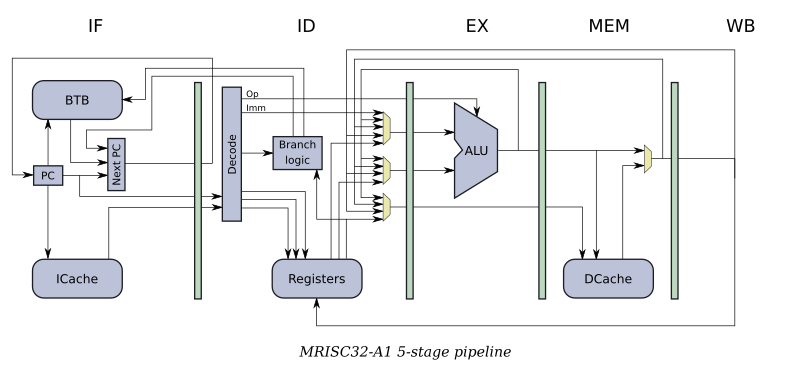 IF
ID
EX
MEM
WB
BTB
Op
Imm
Decode
Branch
logic
Next PC
PC
ALU
ICache
Registers
DCache
MRISC32-A1 5-stage pipeline